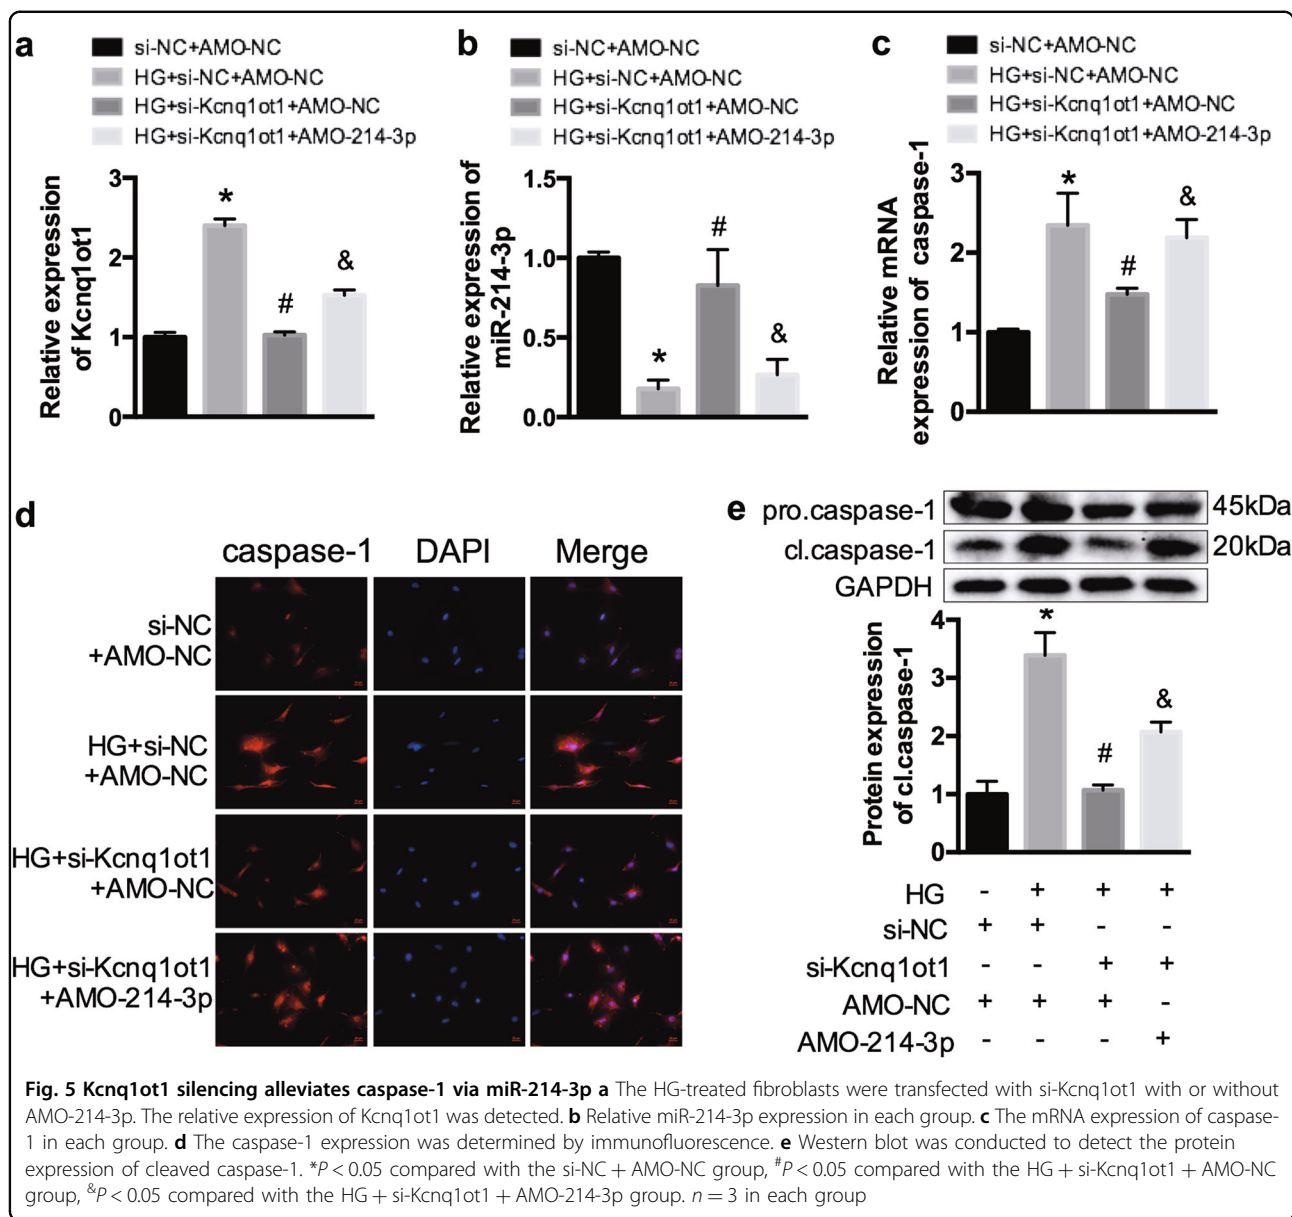 a
si-NC+AMO-NC
HG+si-NC+AMO-NC
HG+si-Kcnq1ot1+AMO-NC
HG+si-Kcnq1ot1+AMO-214-3p
Relative expression
of Kcnq1ot1
3
2
1
0
*
#
&
b
si-NC+AMO-NC
HG+si-NC+AMO-NC
HG+si-Kcnq1ot1+AMO-NC
HG+si-Kcnq1ot1+AMO-214-3p
Relative expression of
miR-214-3p
1.5
1.0
0.5
0.0
*
#
&
c
si-NC+AMO-NC
HG+si-NC+AMO-NC
HG+si-Kcnq1ot1+AMO-NC
HG+si-Kcnq1ot1+AMO-214-3p
Relative mRNA
expression of caspase-1
3
2
1
0
*
#
&
d
caspase-1 DAPI Merge
si-NC
+AMO-NC
HG+si-NC
+AMO-NC
HG+si-Kcnq1ot1
+AMO-NC
HG+si-Kcnq1ot1
+AMO-214-3p
e
pro.caspase-1 45kDa
cl.caspase-1 20kDa
GAPDH
Protein expression
of cl.caspase-1
4
3
2
1
0
*
#
&
HG - + + +
si-NC + + - -
si-Kcnq1ot1 - - + +
AMO-NC + + + -
AMO-214-3p - - - +
Fig. 5 Kcnq1ot1 silencing alleviates caspase-1 via miR-214-3p a The HG-treated fibroblasts were transfected with si-Kcnq1ot1 with or without
AMO-214-3p. The relative expression of Kcnq1ot1 was detected. b Relative miR-214-3p expression in each group. c The mRNA expression of caspase-
1 in each group. d The caspase-1 expression was determined by immunofluorescence. e Western blot was conducted to detect the protein
expression of cleaved caspase-1. *P < 0.05 compared with the si-NC + AMO-NC group, #P < 0.05 compared with the HG + si-Kcnq1ot1 + AMO-NC
group, &P < 0.05 compared with the HG + si-Kcnq1ot1 + AMO-214-3p group. n = 3 in each group